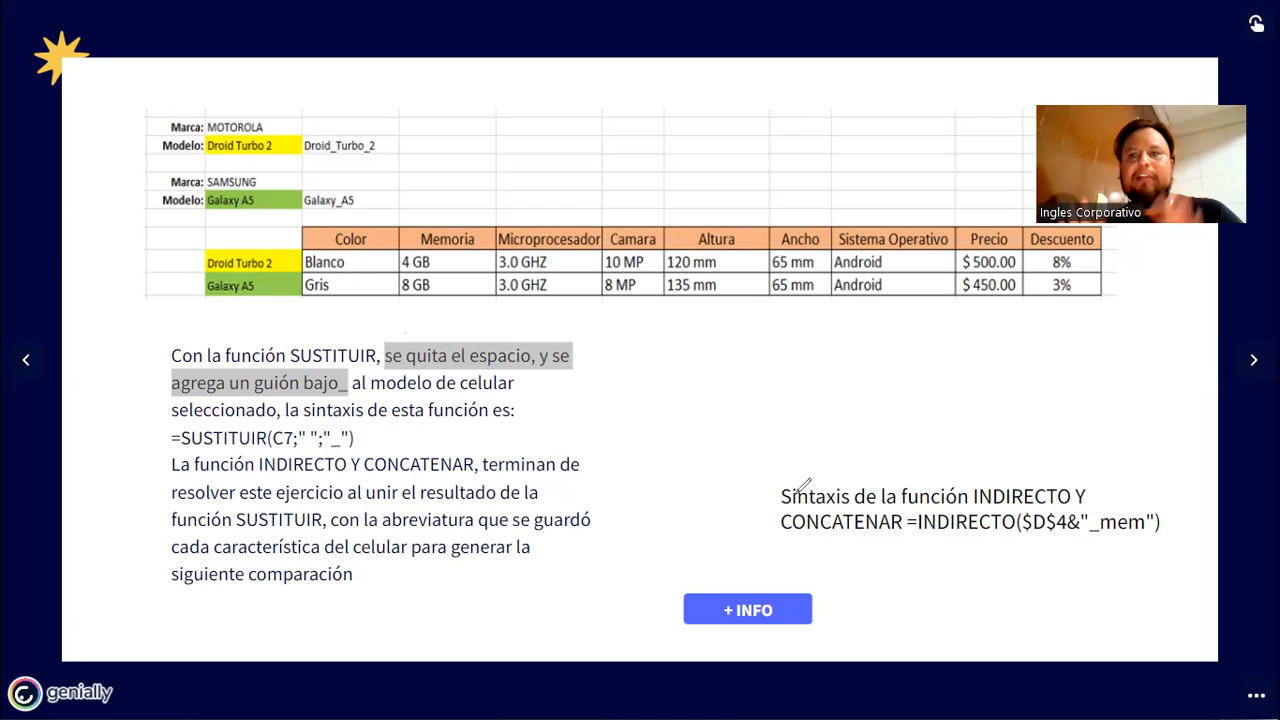 Marca: MOTOROLA
Modelo: Droid Turbo 2 Droid_Turbo_2
Marca: SAMSUNG
Modelo: Galaxy A5 Galaxy_A5
Ingles Corporativo
Color Memoria Microprocesador Camara Altura Ancho Sistema Operativo Precio Descuento
Droid Turbo 2 Blanco 4 GB 3.0 GHZ 10 MP 120 mm 65 mm Android $ 500.00 8%
Galaxy A5 Gris 8 GB 3.0 GHZ 8 MP 135 mm 65 mm Android $ 450.00 3%
Con la función SUSTITUIR, se quita el espacio, y se
agrega un guión bajo_ al modelo de celular
seleccionado, la sintaxis de esta función es:
=SUSTITUIR(C7;" ";"_")
La función INDIRECTO Y CONCATENAR, terminan de
resolver este ejercicio al unir el resultado de la
función SUSTITUIR, con la abreviatura que se guardó
cada característica del celular para generar la
siguiente comparación
Sintaxis de la función INDIRECTO Y
CONCATENAR =INDIRECTO($D$4&"_mem")
+ INFO
genially